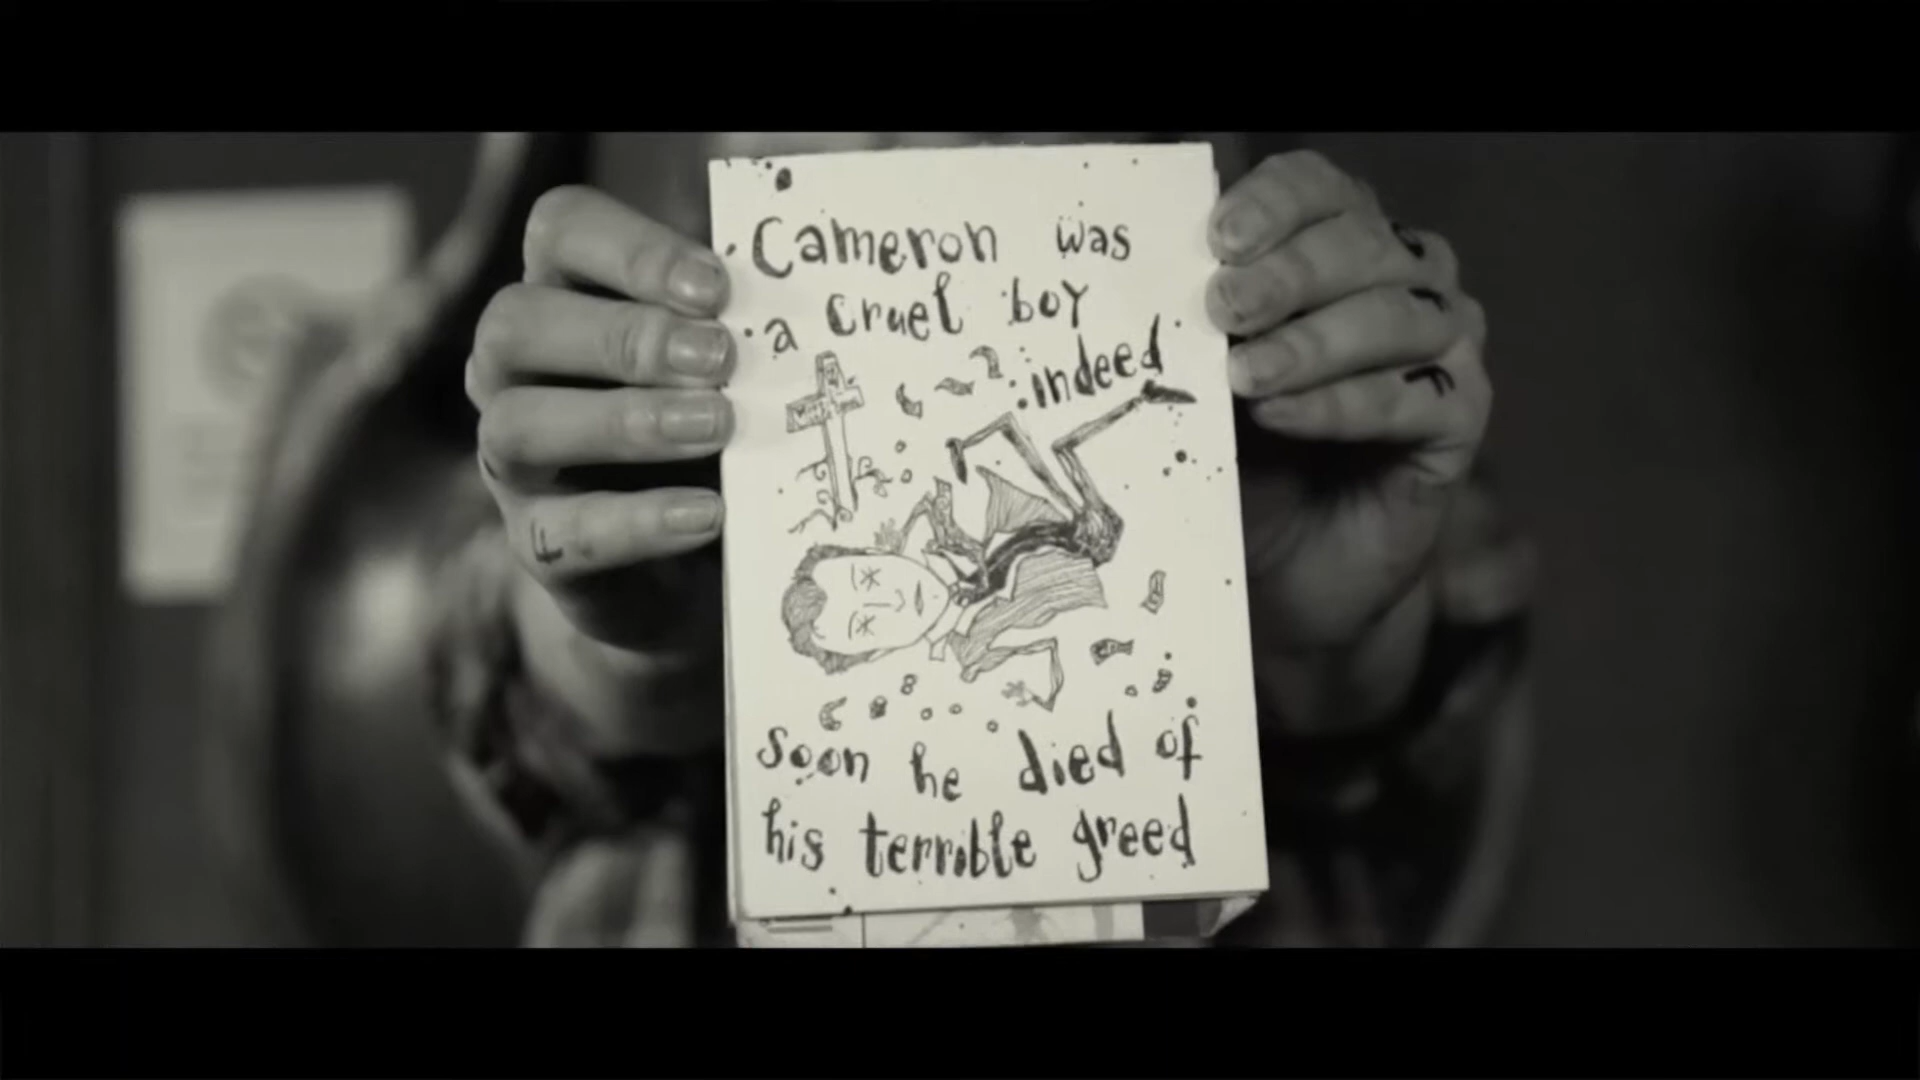 Cameron was
a cruel boy
indeed
soon he died of
his terrible greed